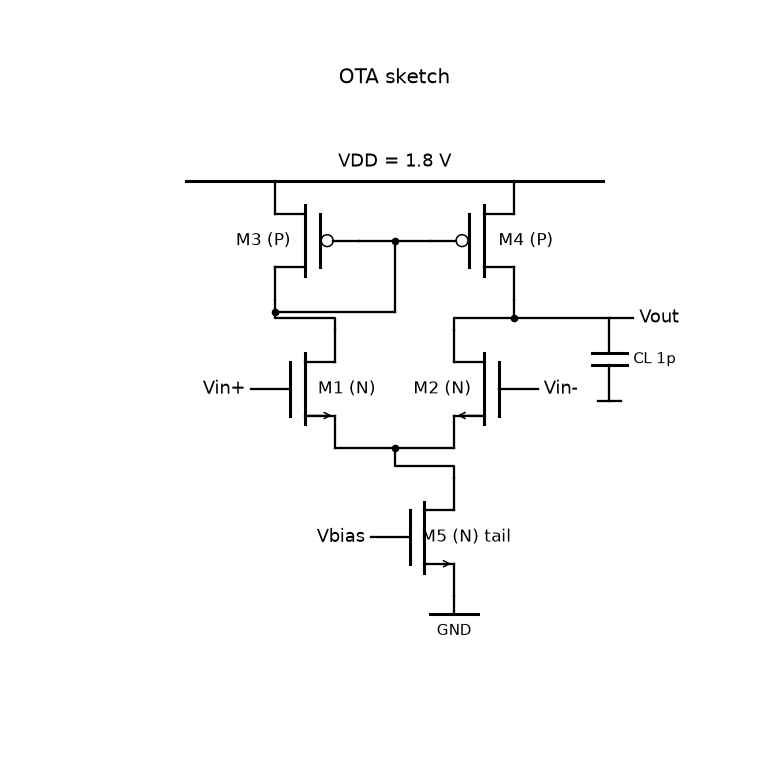 OTA sketch
VDD = 1.8 V
M3 (P)
M4 (P)
Vout
CL 1p
Vin+
M1 (N)
M2 (N)
Vin-
Vbias
M5 (N) tail
GND